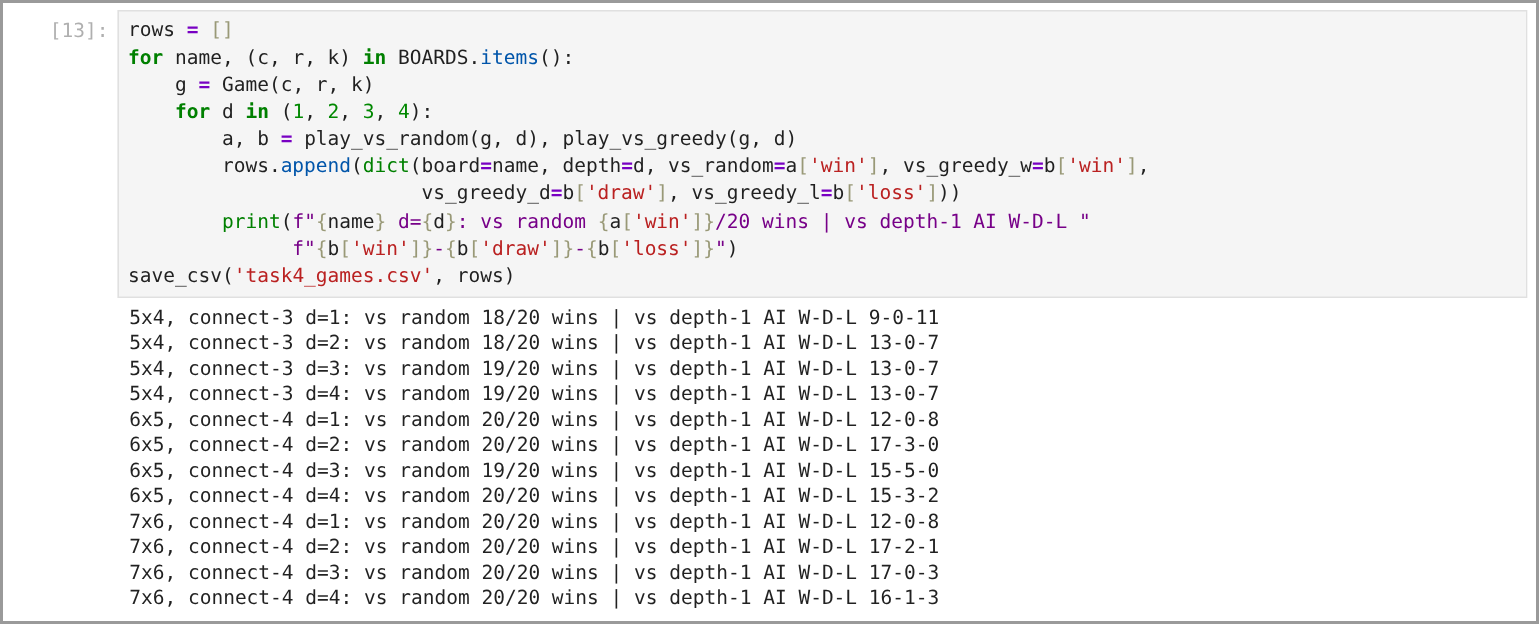 [13]:
rows = []
for name, (c, r, k) in BOARDS.items():
    g = Game(c, r, k)
    for d in (1, 2, 3, 4):
        a, b = play_vs_random(g, d), play_vs_greedy(g, d)
        rows.append(dict(board=name, depth=d, vs_random=a['win'], vs_greedy_w=b['win'],
                         vs_greedy_d=b['draw'], vs_greedy_l=b['loss']))
        print(f"{name} d={d}: vs random {a['win']}/20 wins | vs depth-1 AI W-D-L "
              f"{b['win']}-{b['draw']}-{b['loss']}")
save_csv('task4_games.csv', rows)
5x4, connect-3 d=1: vs random 18/20 wins | vs depth-1 AI W-D-L 9-0-11
5x4, connect-3 d=2: vs random 18/20 wins | vs depth-1 AI W-D-L 13-0-7
5x4, connect-3 d=3: vs random 19/20 wins | vs depth-1 AI W-D-L 13-0-7
5x4, connect-3 d=4: vs random 19/20 wins | vs depth-1 AI W-D-L 13-0-7
6x5, connect-4 d=1: vs random 20/20 wins | vs depth-1 AI W-D-L 12-0-8
6x5, connect-4 d=2: vs random 20/20 wins | vs depth-1 AI W-D-L 17-3-0
6x5, connect-4 d=3: vs random 19/20 wins | vs depth-1 AI W-D-L 15-5-0
6x5, connect-4 d=4: vs random 20/20 wins | vs depth-1 AI W-D-L 15-3-2
7x6, connect-4 d=1: vs random 20/20 wins | vs depth-1 AI W-D-L 12-0-8
7x6, connect-4 d=2: vs random 20/20 wins | vs depth-1 AI W-D-L 17-2-1
7x6, connect-4 d=3: vs random 20/20 wins | vs depth-1 AI W-D-L 17-0-3
7x6, connect-4 d=4: vs random 20/20 wins | vs depth-1 AI W-D-L 16-1-3